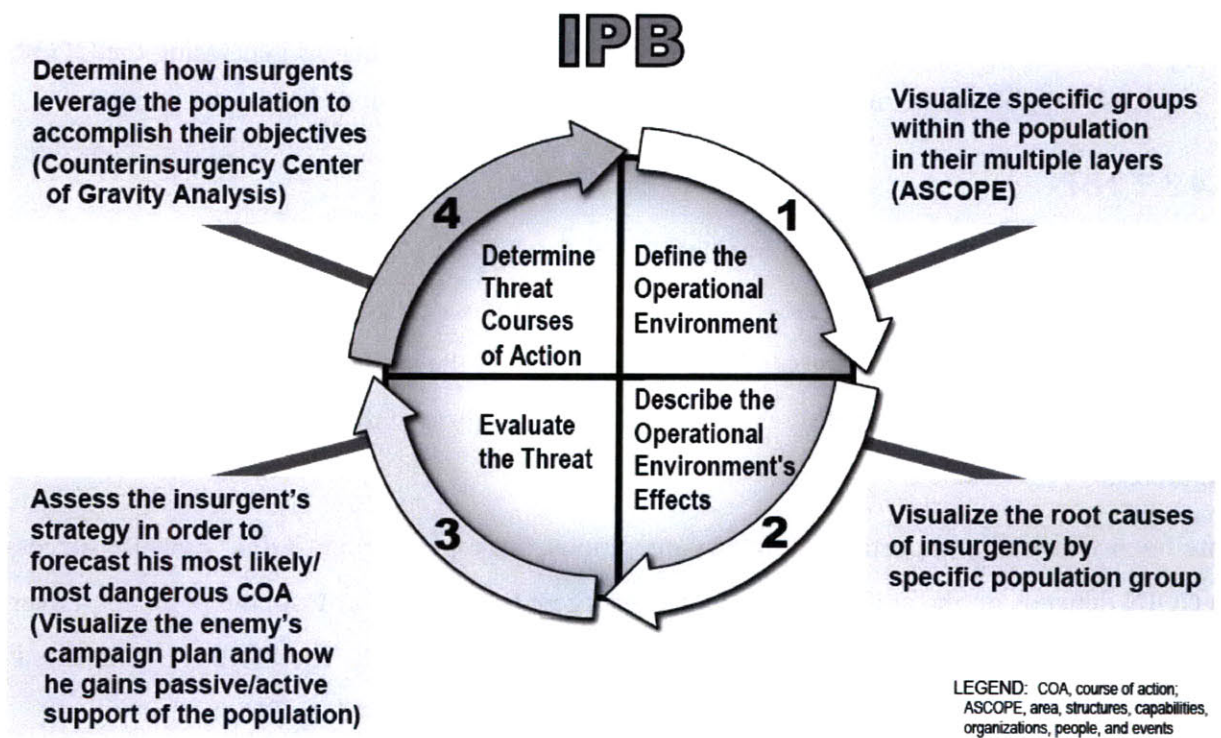 IPB
Determine how insurgents
leverage the population to
accomplish their objectives
(Counterinsurgency Center
of Gravity Analysis)
Visualize specific groups
within the population
in their multiple layers
(ASCOPE)
4
1
Determine
Threat
Courses
of Action
Define the
Operational
Environment
Evaluate
the Threat
Describe the
Operational
Environment's
Effects
3
2
Assess the insurgent's
strategy in order to
forecast his most likely/
most dangerous COA
(Visualize the enemy's
campaign plan and how
he gains passive/active
support of the population)
Visualize the root causes
of insurgency by
specific population group
LEGEND: COA, course of action;
ASCOPE, area, structures, capabilities,
organizations, people, and events